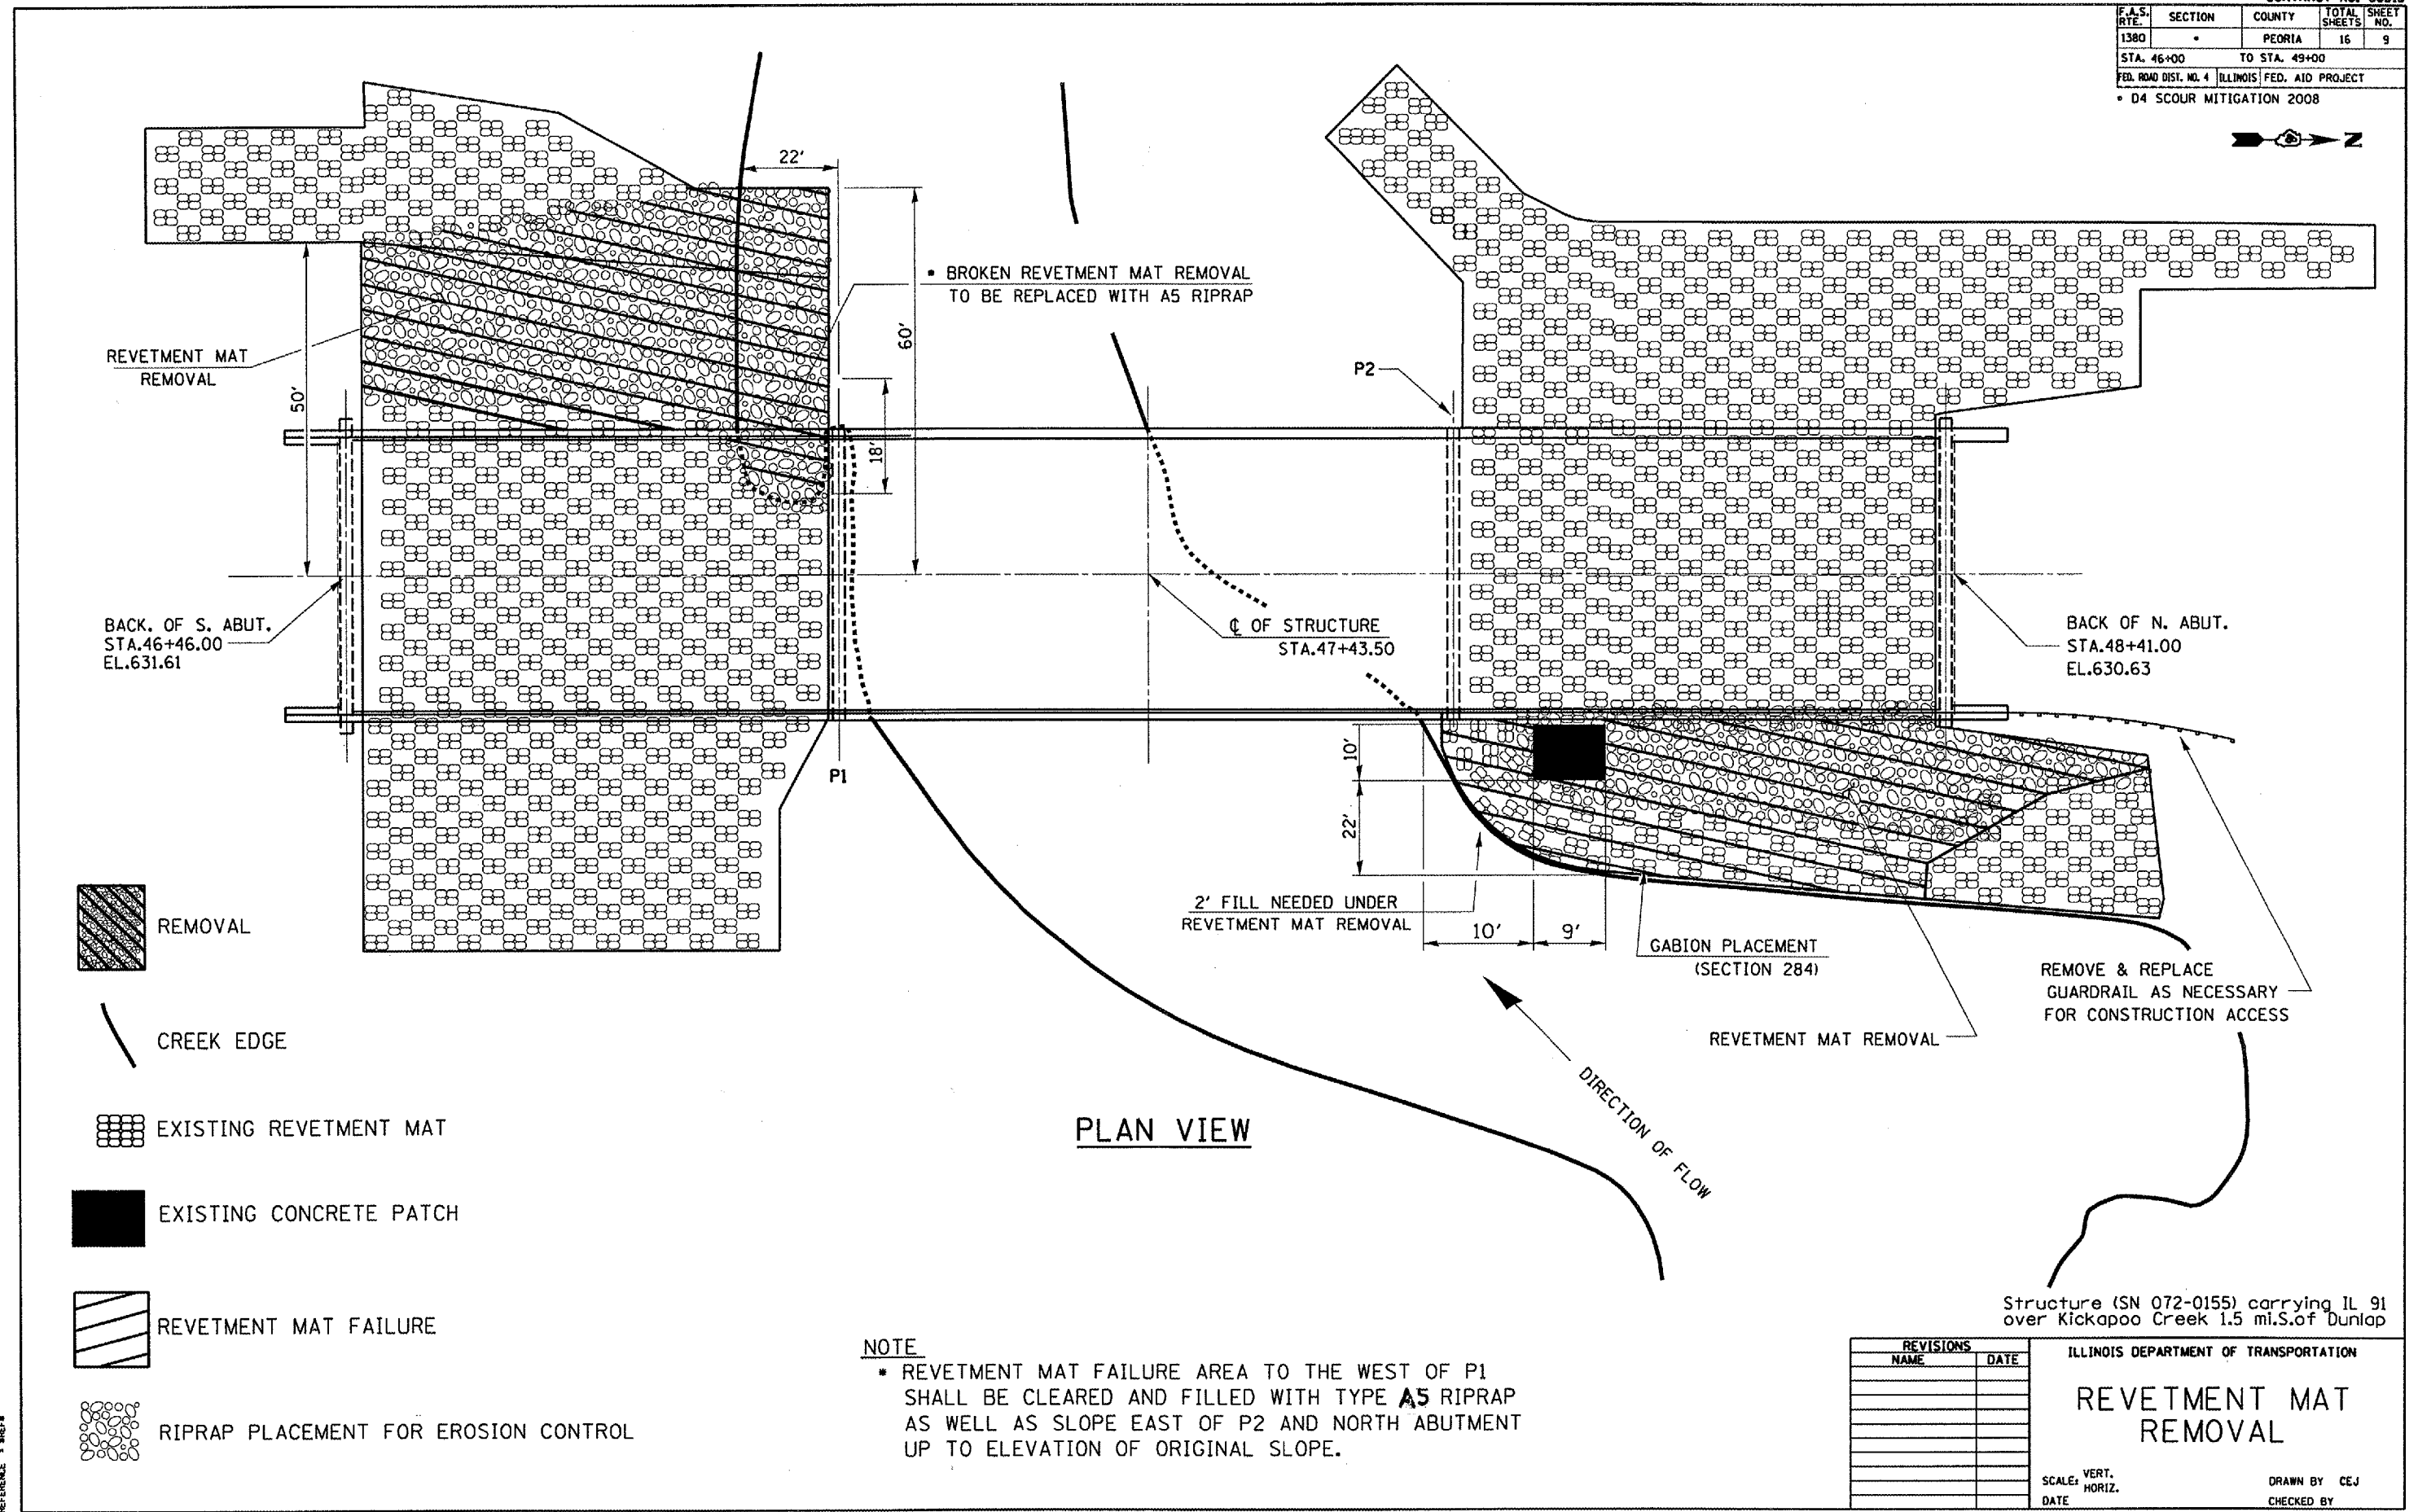 F.A.S. RTE. SECTION COUNTY TOTAL SHEETS SHEET NO.
1380 * PEORIA 16 9
STA. 46+00 TO STA. 49+00
FED. ROAD DIST. NO. 4 ILLINOIS FED. AID PROJECT
* D4 SCOUR MITIGATION 2008
N
22'
* BROKEN REVETMENT MAT REMOVAL
TO BE REPLACED WITH A5 RIPRAP
60'
REVETMENT MAT
REMOVAL
50'
18'
P2
BACK. OF S. ABUT.
STA.46+46.00
EL.631.61
℄ OF STRUCTURE
STA.47+43.50
BACK OF N. ABUT.
STA.48+41.00
EL.630.63
P1
10'
22'
2' FILL NEEDED UNDER
REVETMENT MAT REMOVAL
10' 9'
GABION PLACEMENT
(SECTION 284)
REVETMENT MAT REMOVAL
REMOVE & REPLACE
GUARDRAIL AS NECESSARY
FOR CONSTRUCTION ACCESS
DIRECTION OF FLOW
PLAN VIEW
REMOVAL
CREEK EDGE
EXISTING REVETMENT MAT
EXISTING CONCRETE PATCH
REVETMENT MAT FAILURE
RIPRAP PLACEMENT FOR EROSION CONTROL
NOTE
* REVETMENT MAT FAILURE AREA TO THE WEST OF P1
SHALL BE CLEARED AND FILLED WITH TYPE A5 RIPRAP
AS WELL AS SLOPE EAST OF P2 AND NORTH ABUTMENT
UP TO ELEVATION OF ORIGINAL SLOPE.
Structure (SN 072-0155) carrying IL 91
over Kickapoo Creek 1.5 mi.S.of Dunlap
REVISIONS
NAME DATE
ILLINOIS DEPARTMENT OF TRANSPORTATION
REVETMENT MAT
REMOVAL
SCALE: VERT.
HORIZ.
DATE
DRAWN BY CEJ
CHECKED BY
REFERENCE